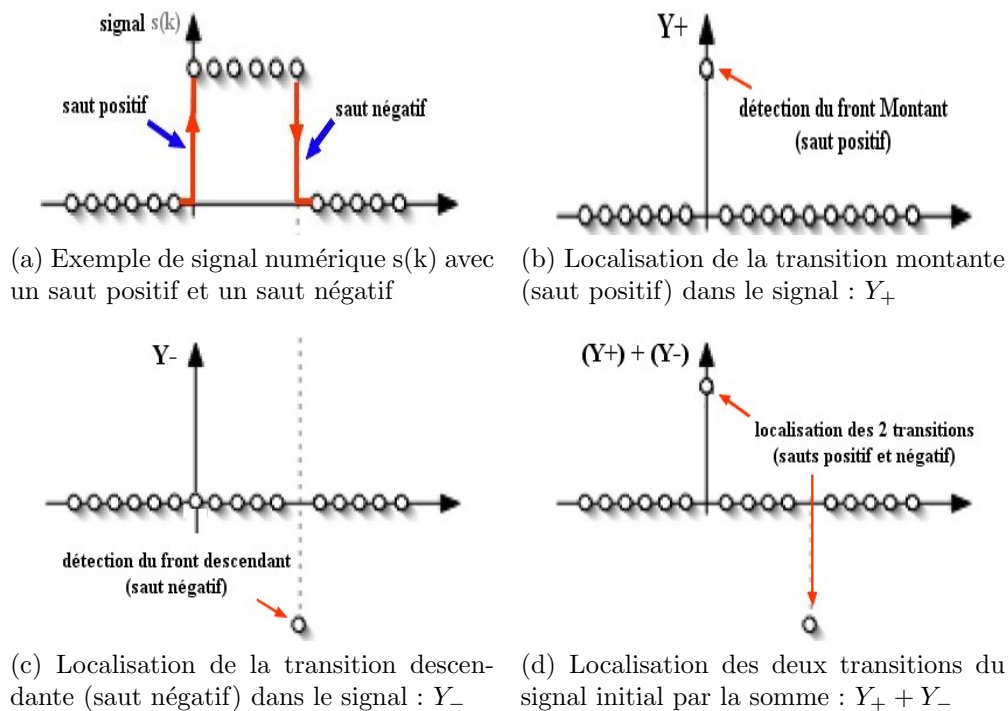 signal s(k)
saut positif
saut négatif
(a) Exemple de signal numérique s(k) avec
un saut positif et un saut négatif
Y+
détection du front Montant
(saut positif)
(b) Localisation de la transition montante
(saut positif) dans le signal : Y₊
Y-
détection du front descendant
(saut négatif)
(c) Localisation de la transition descen-
dante (saut négatif) dans le signal : Y₋
(Y+) + (Y-)
localisation des 2 transitions
(sauts positif et négatif)
(d) Localisation des deux transitions du
signal initial par la somme : Y₊ + Y₋